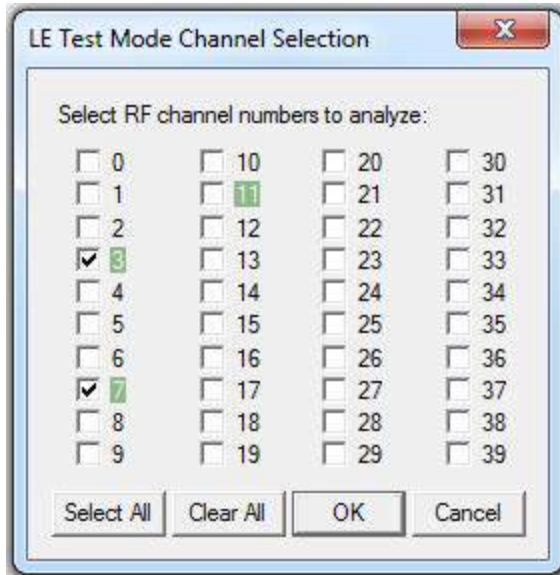 LE Test Mode Channel Selection
Select RF channel numbers to analyze:
0 10 20 30
1 11 21 31
2 12 22 32
3 13 23 33
4 14 24 34
5 15 25 35
6 16 26 36
7 17 27 37
8 18 28 38
9 19 29 39
Select All Clear All OK Cancel